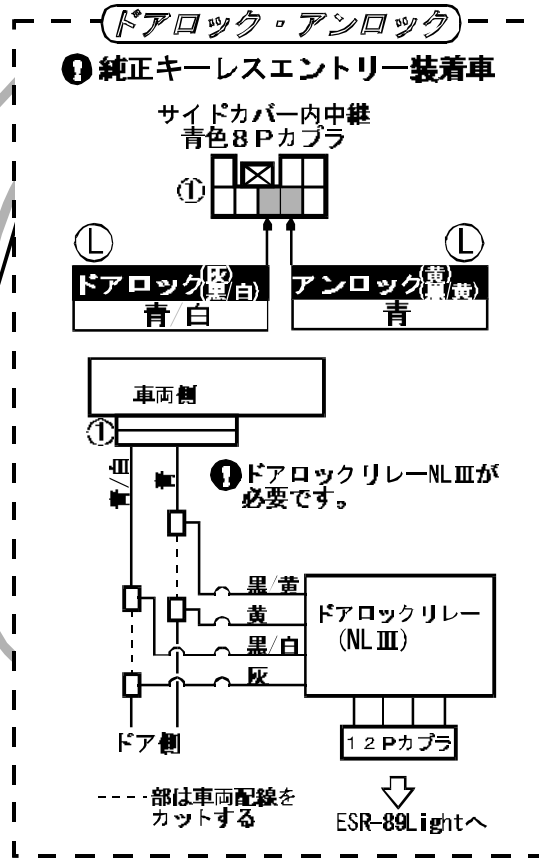 ドアロック・アンロック
❶純正キーレスエントリー装着車
サイドカバー内中継
青色8Pカプラ
①
Ⓛ
Ⓛ
ドアロック(灰)(黒/白)
青/白
アンロック(黄)(黒/黄)
青
車両側
①
青/白
青
❶ドアロックリレーNLⅢが
必要です。
黒/黄
黄
黒/白
灰
ドアロックリレー
(NLⅢ)
ドア側
12Pカプラ
----部は車両配線を
カットする
ESR-89Lightへ